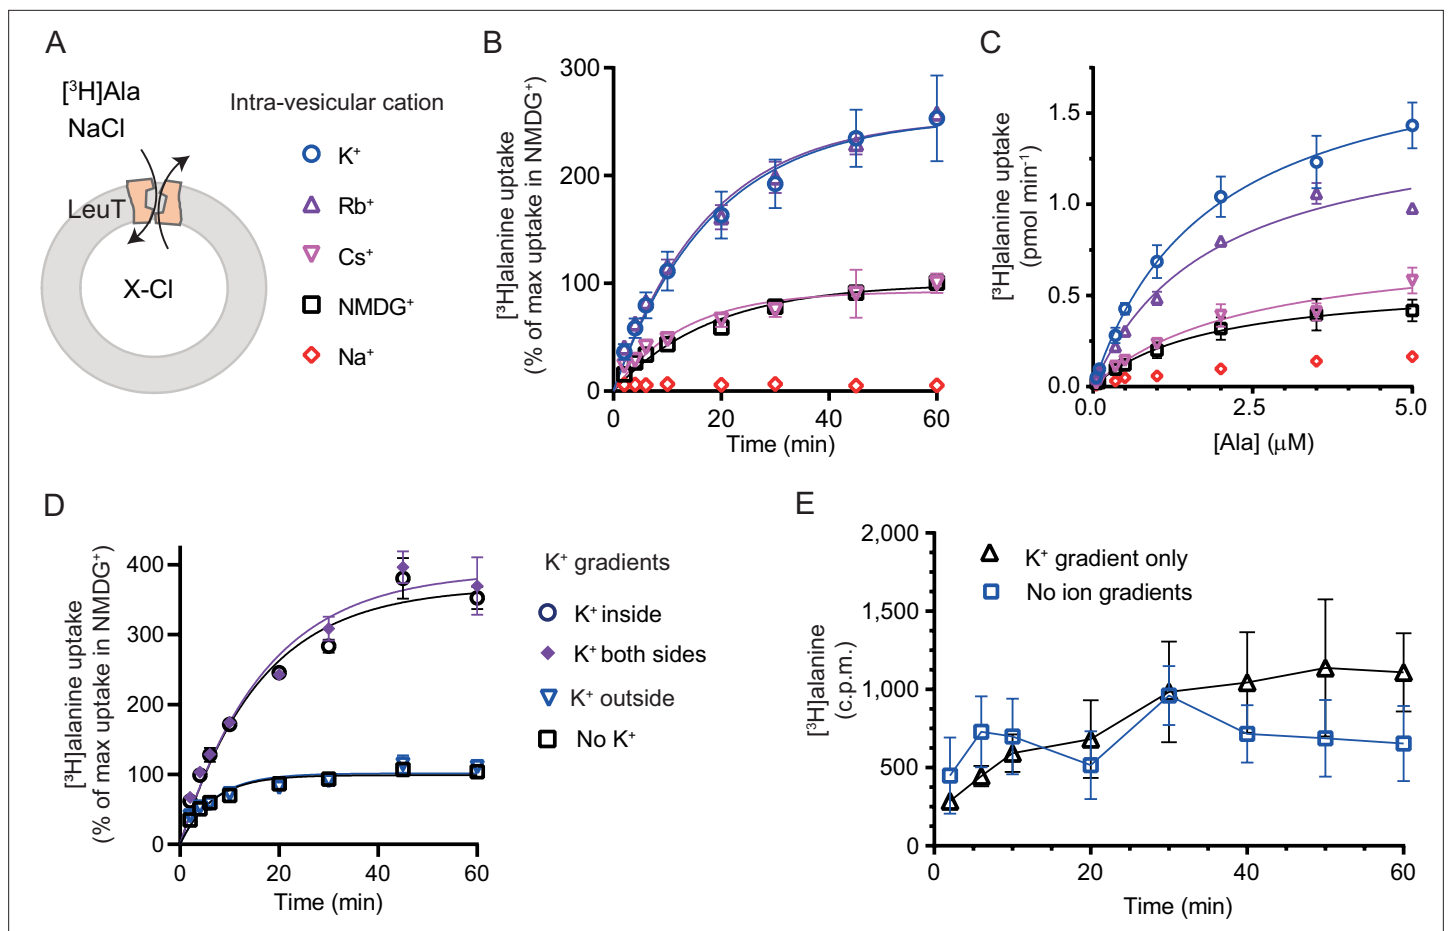 A
[³H]Ala
NaCl
LeuT
X-Cl
Intra-vesicular cation
K⁺
Rb⁺
Cs⁺
NMDG⁺
Na⁺
B
[³H]alanine uptake
(% of max uptake in NMDG⁺)
300
200
100
0
0 20 40 60
Time (min)
C
[³H]alanine uptake
(pmol min⁻¹)
1.5
1.0
0.5
0.0
0.0 2.5 5.0
[Ala] (μM)
D
[³H]alanine uptake
(% of max uptake in NMDG⁺)
400
300
200
100
0
0 20 40 60
Time (min)
K⁺ gradients
K⁺ inside
K⁺ both sides
K⁺ outside
No K⁺
E
[³H]alanine
(c.p.m.)
2,000
1,500
1,000
500
0
0 20 40 60
Time (min)
K⁺ gradient only
No ion gradients